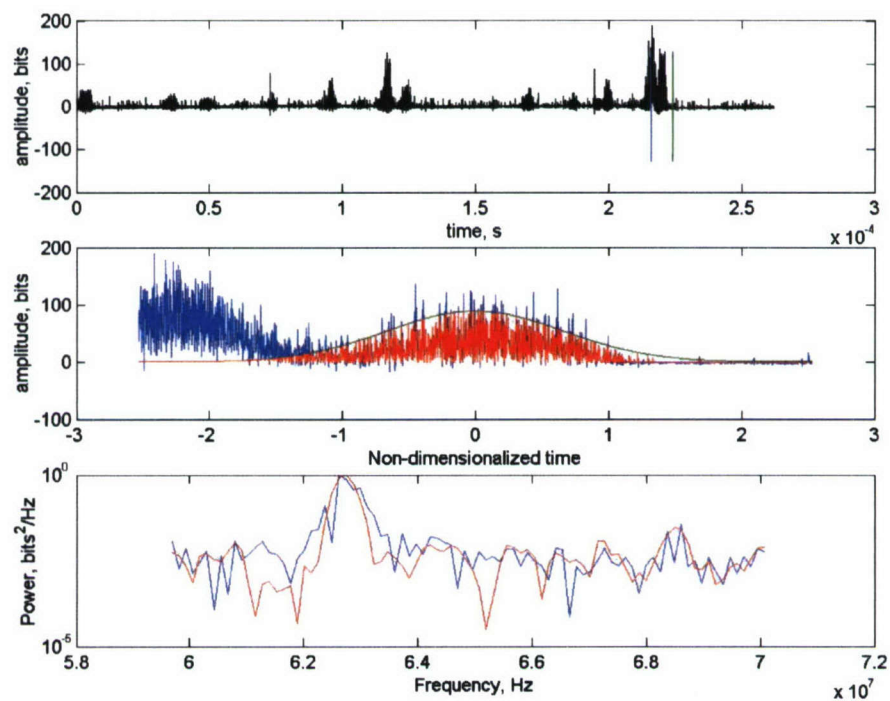 200
100
0
-100
-200
amplitude, bits
0 0.5 1 1.5 2 2.5 3
time, s
x 10^-4
200
100
0
-100
amplitude, bits
-3 -2 -1 0 1 2 3
Non-dimensionalized time
10^0
10^-5
Power, bits^2/Hz
5.8 6 6.2 6.4 6.6 6.8 7 7.2
Frequency, Hz
x 10^7